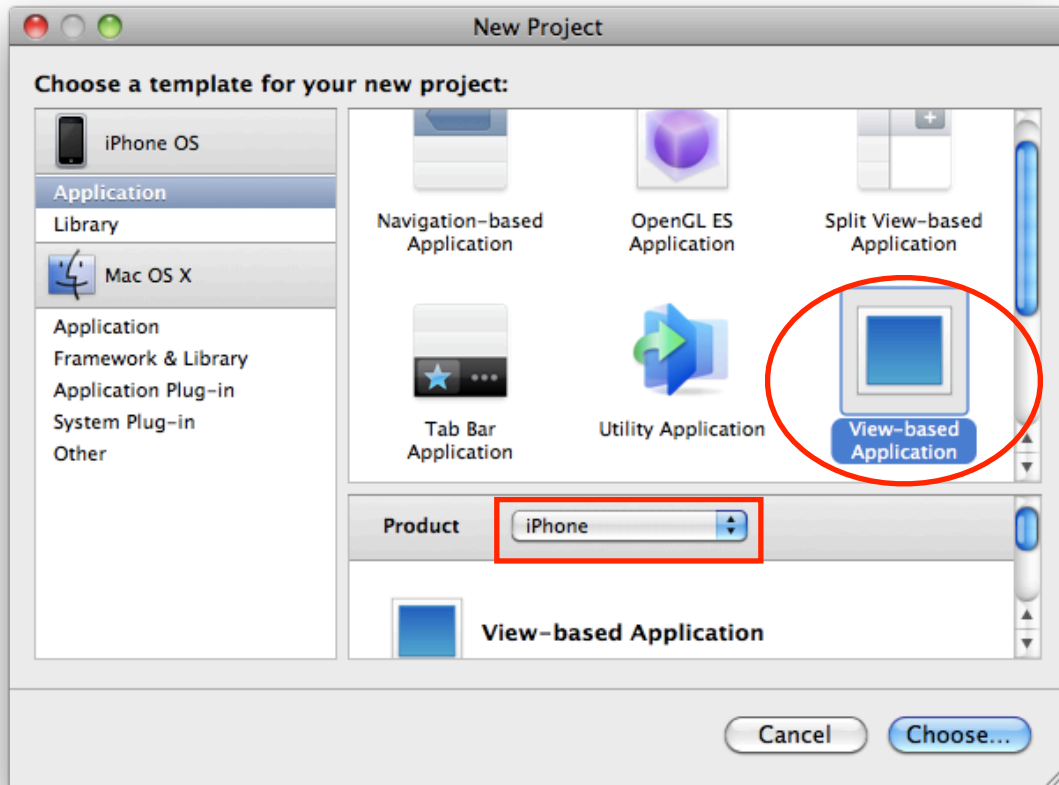 New Project
Choose a template for your new project:
iPhone OS
Application
Library
Mac OS X
Application
Framework & Library
Application Plug-in
System Plug-in
Other
Navigation-based
Application
OpenGL ES
Application
Split View-based
Application
Tab Bar
Application
Utility Application
View-based
Application
Product
iPhone
View-based Application
Cancel
Choose...